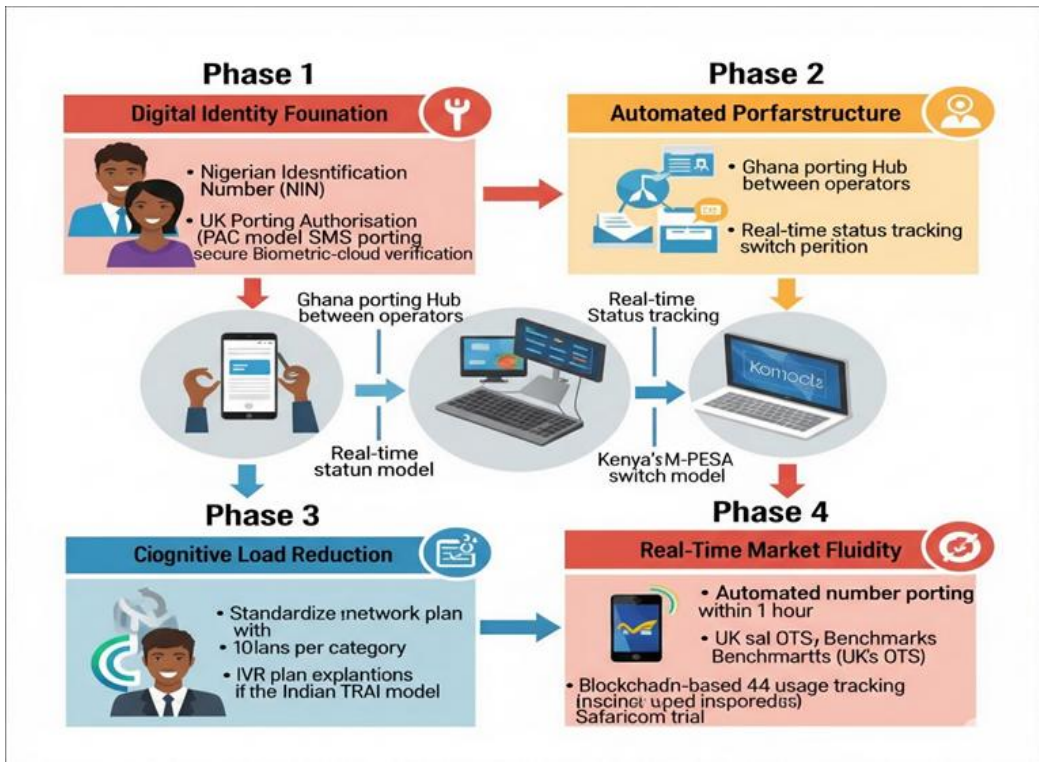 Phase 1
Digital Identity Founnation
• Nigerian Idesntification
Number (NIN)
• UK Porting Authorisation
(PAC model SMS porting
secure Biometric-cloud verification
Phase 2
Automated Porfarstructure
• Ghana porting Hub
between operators
• Real-time status tracking
switch perition
Ghana porting Hub
between operators
Real-time
Status tracking
Real-time
statun model
Kenya's M-PESA
switch model
Phase 3
Ciognitive Load Reduction
• Standardize network plan
with
• 10lans per category
• IVR plan explantions
if the Indian TRAI model
Phase 4
Real-Time Market Fluidity
• Automated number porting
within 1 hour
• UK sal OTS, Benchmarks
Benchmartts (UK's OTS)
• Blockchadn-based 44 usage tracking
uped
Safaricom trial